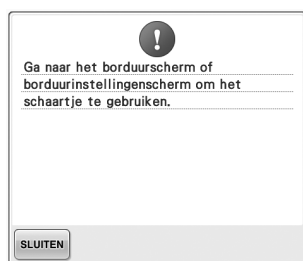 Ga naar het borduurscherm of
borduurinstellingenscherm om het
schaartje te gebruiken.
SLUITEN